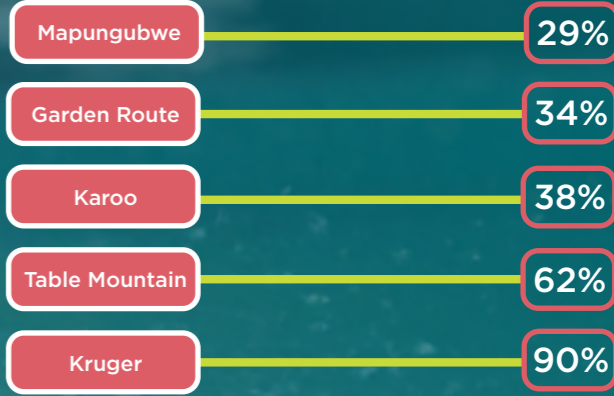 Mapungubwe 29%
Garden Route 34%
Karoo 38%
Table Mountain 62%
Kruger 90%